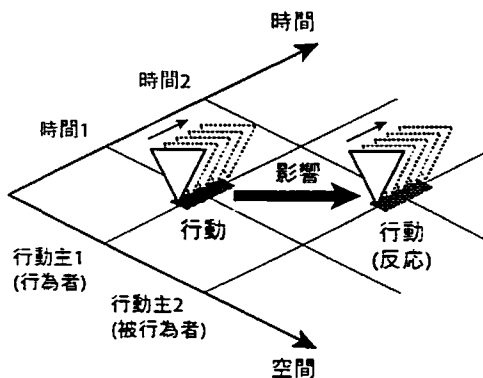 時間
時間2
時間1
影響
行動
行動
(反応)
行動主1
(行為者)
行動主2
(被行為者)
空間